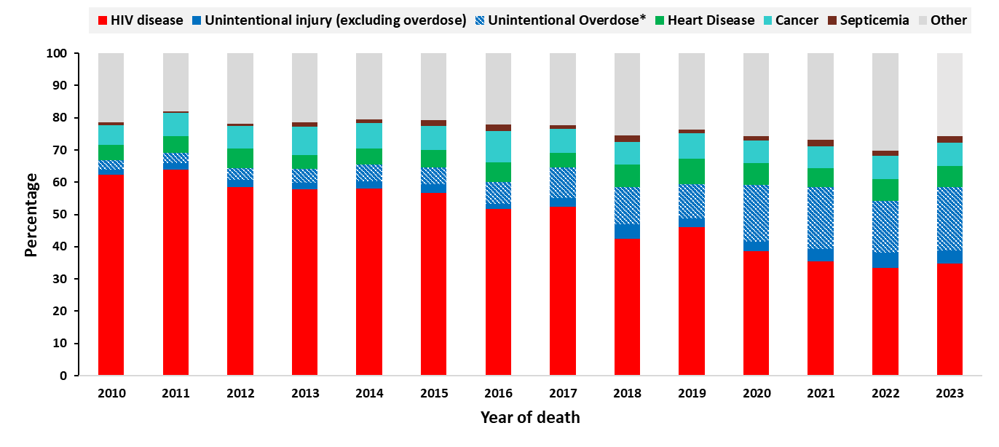 HIV disease Unintentional injury (excluding overdose) Unintentional Overdose* Heart Disease Cancer Septicemia Other
100
90
80
70
60
50
40
30
20
10
0
Percentage
2010 2011 2012 2013 2014 2015 2016 2017 2018 2019 2020 2021 2022 2023
Year of death